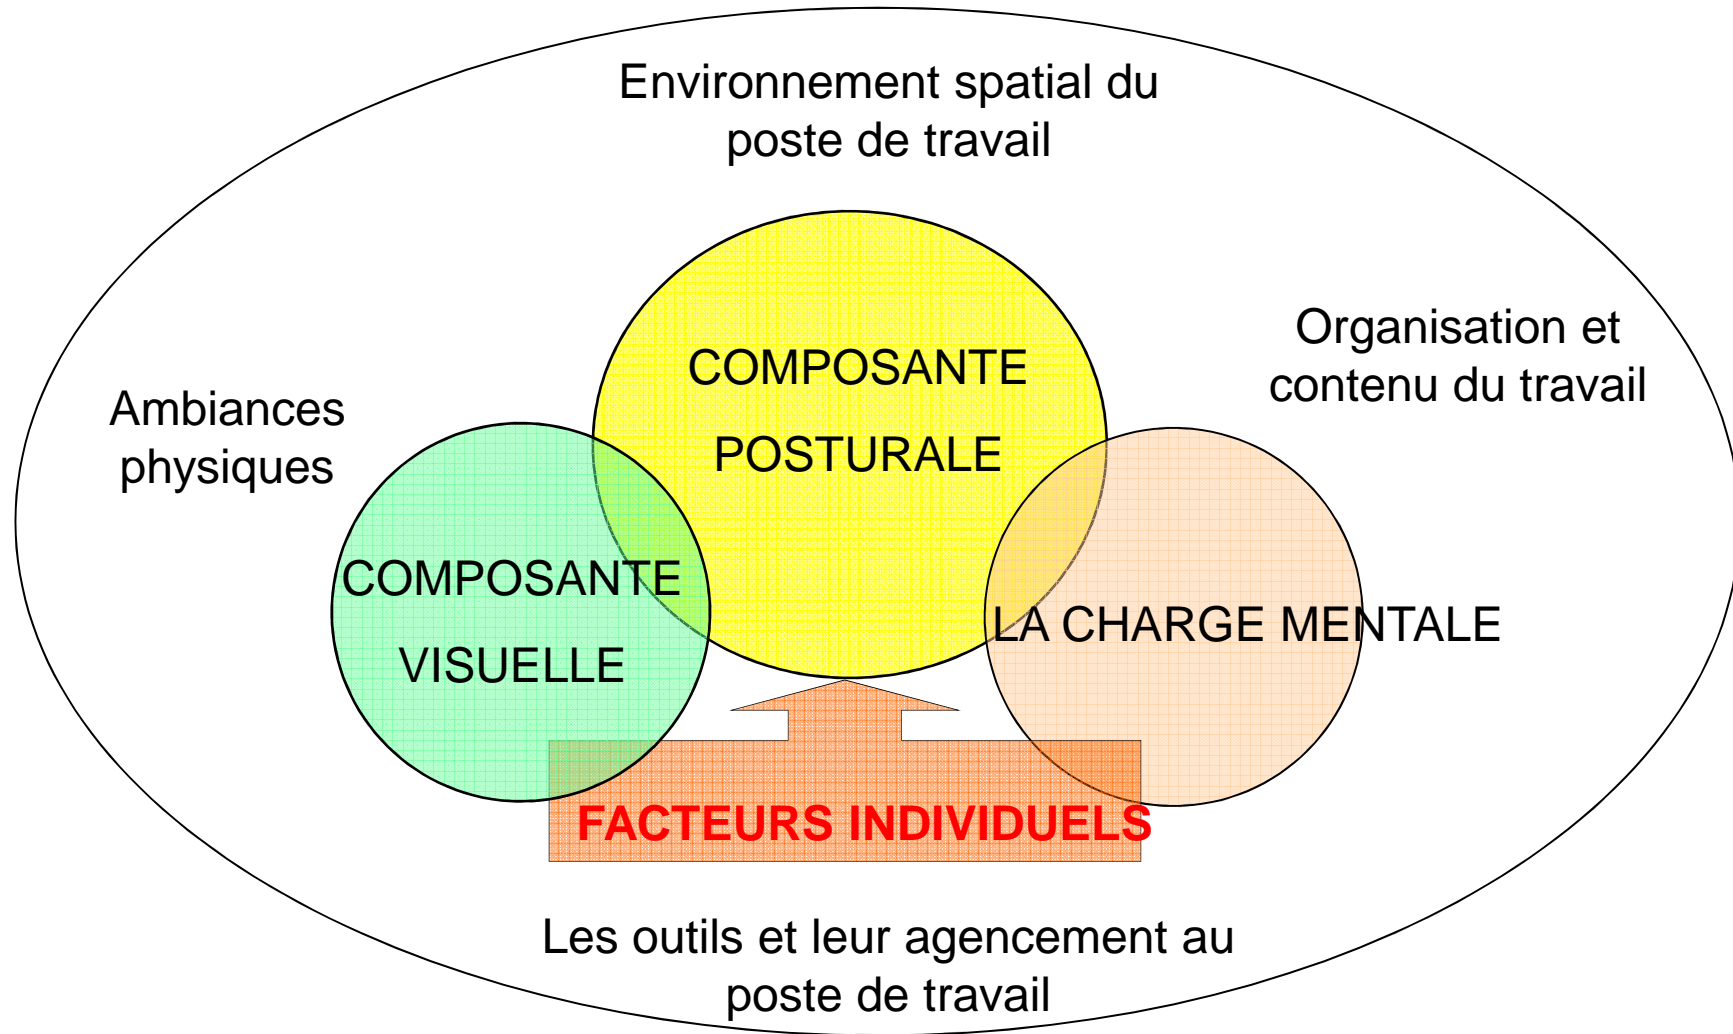 Environnement spatial du
poste de travail
Organisation et
contenu du travail
Ambiances
physiques
COMPOSANTE
POSTURALE
COMPOSANTE
VISUELLE
LA CHARGE MENTALE
FACTEURS INDIVIDUELS
Les outils et leur agencement au
poste de travail